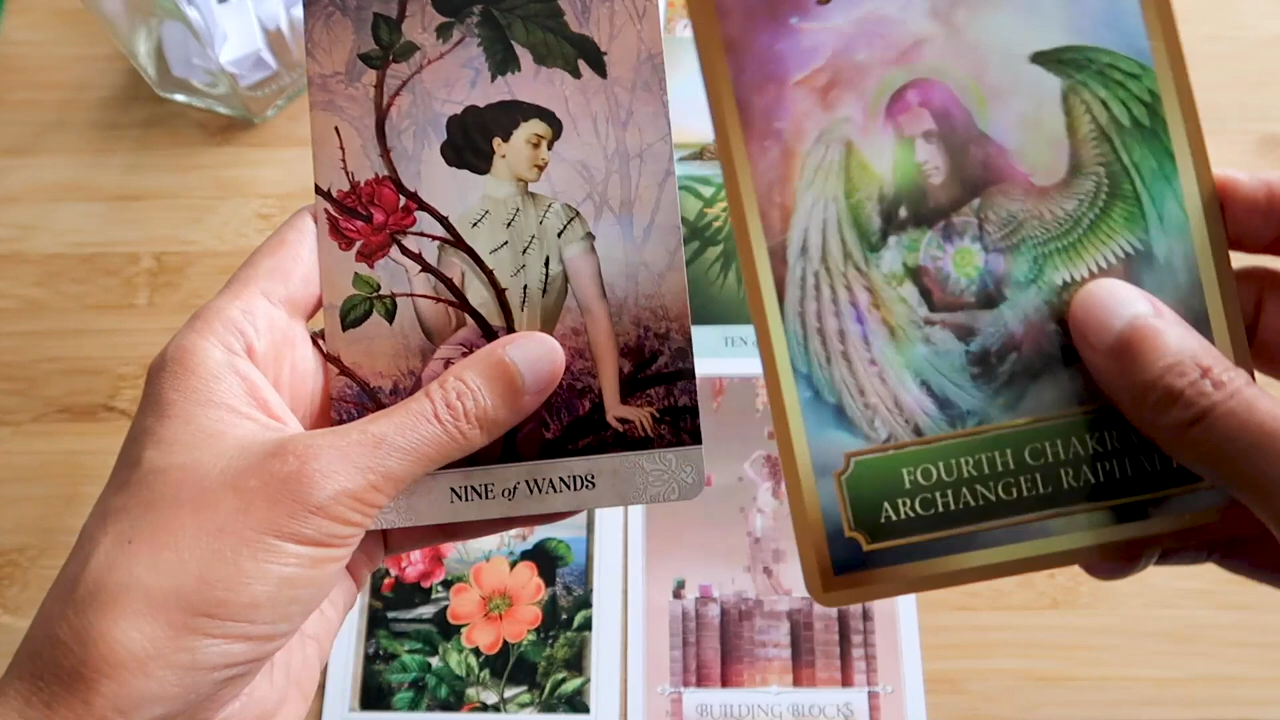 NINE of WANDS
TEN
FOURTH CHAKRA
ARCHANGEL RAPHAEL
BUILDING BLOCKS